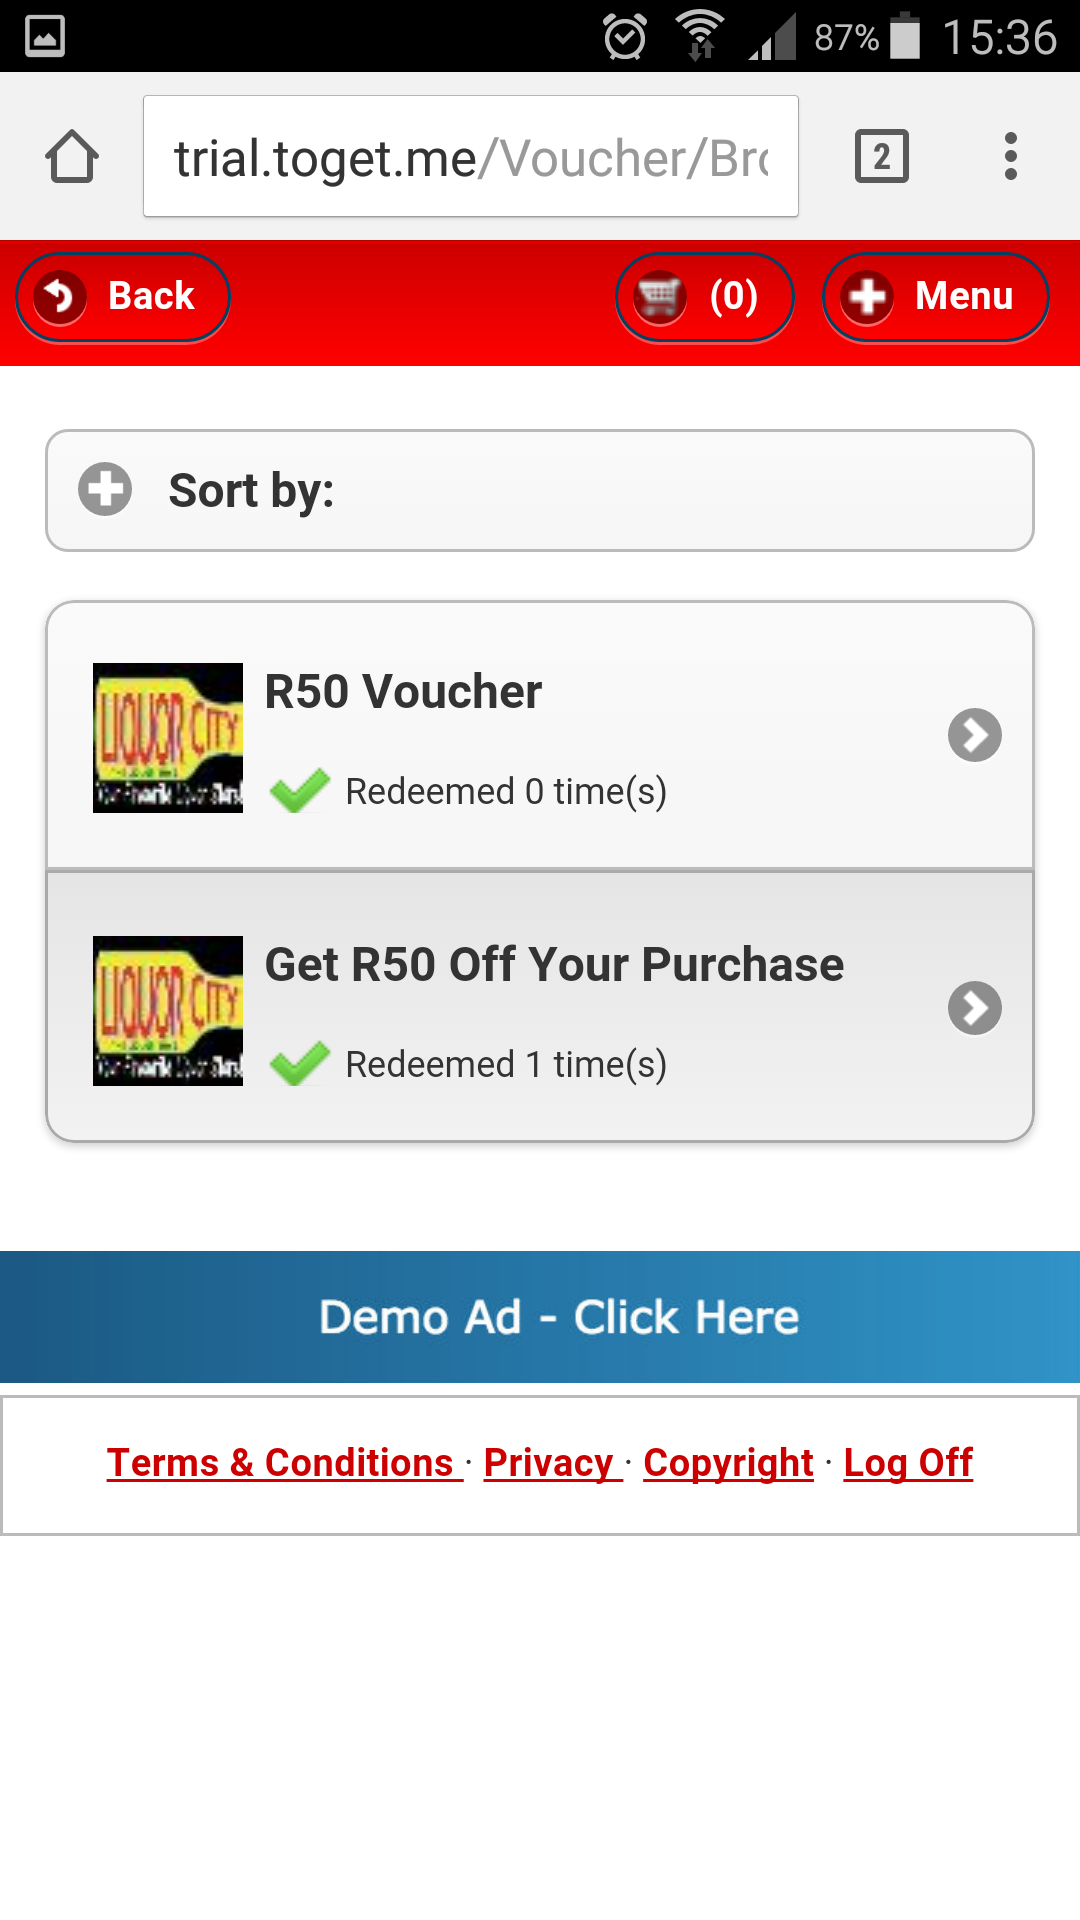 87% 15:36
trial.toget.me/Voucher/Bro
2
Back (0) Menu
Sort by:
R50 Voucher
LIQUOR CITY
Redeemed 0 time(s)
Get R50 Off Your Purchase
LIQUOR CITY
Redeemed 1 time(s)
Demo Ad - Click Here
Terms & Conditions · Privacy · Copyright · Log Off